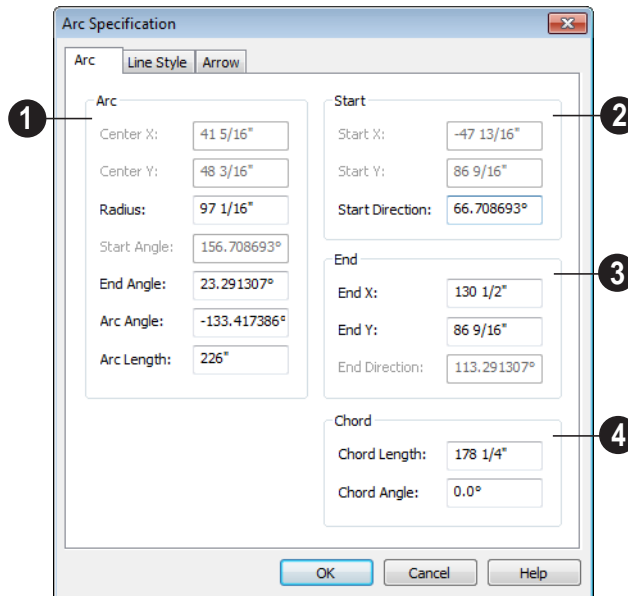 Arc Specification
Arc Line Style Arrow
1
Arc
Center X: 41 5/16"
Center Y: 48 3/16"
Radius: 97 1/16"
Start Angle: 156.708693°
End Angle: 23.291307°
Arc Angle: -133.417386°
Arc Length: 226"
2
Start
Start X: -47 13/16"
Start Y: 86 9/16"
Start Direction: 66.708693°
3
End
End X: 130 1/2"
End Y: 86 9/16"
End Direction: 113.291307°
4
Chord
Chord Length: 178 1/4"
Chord Angle: 0.0°
OK Cancel Help